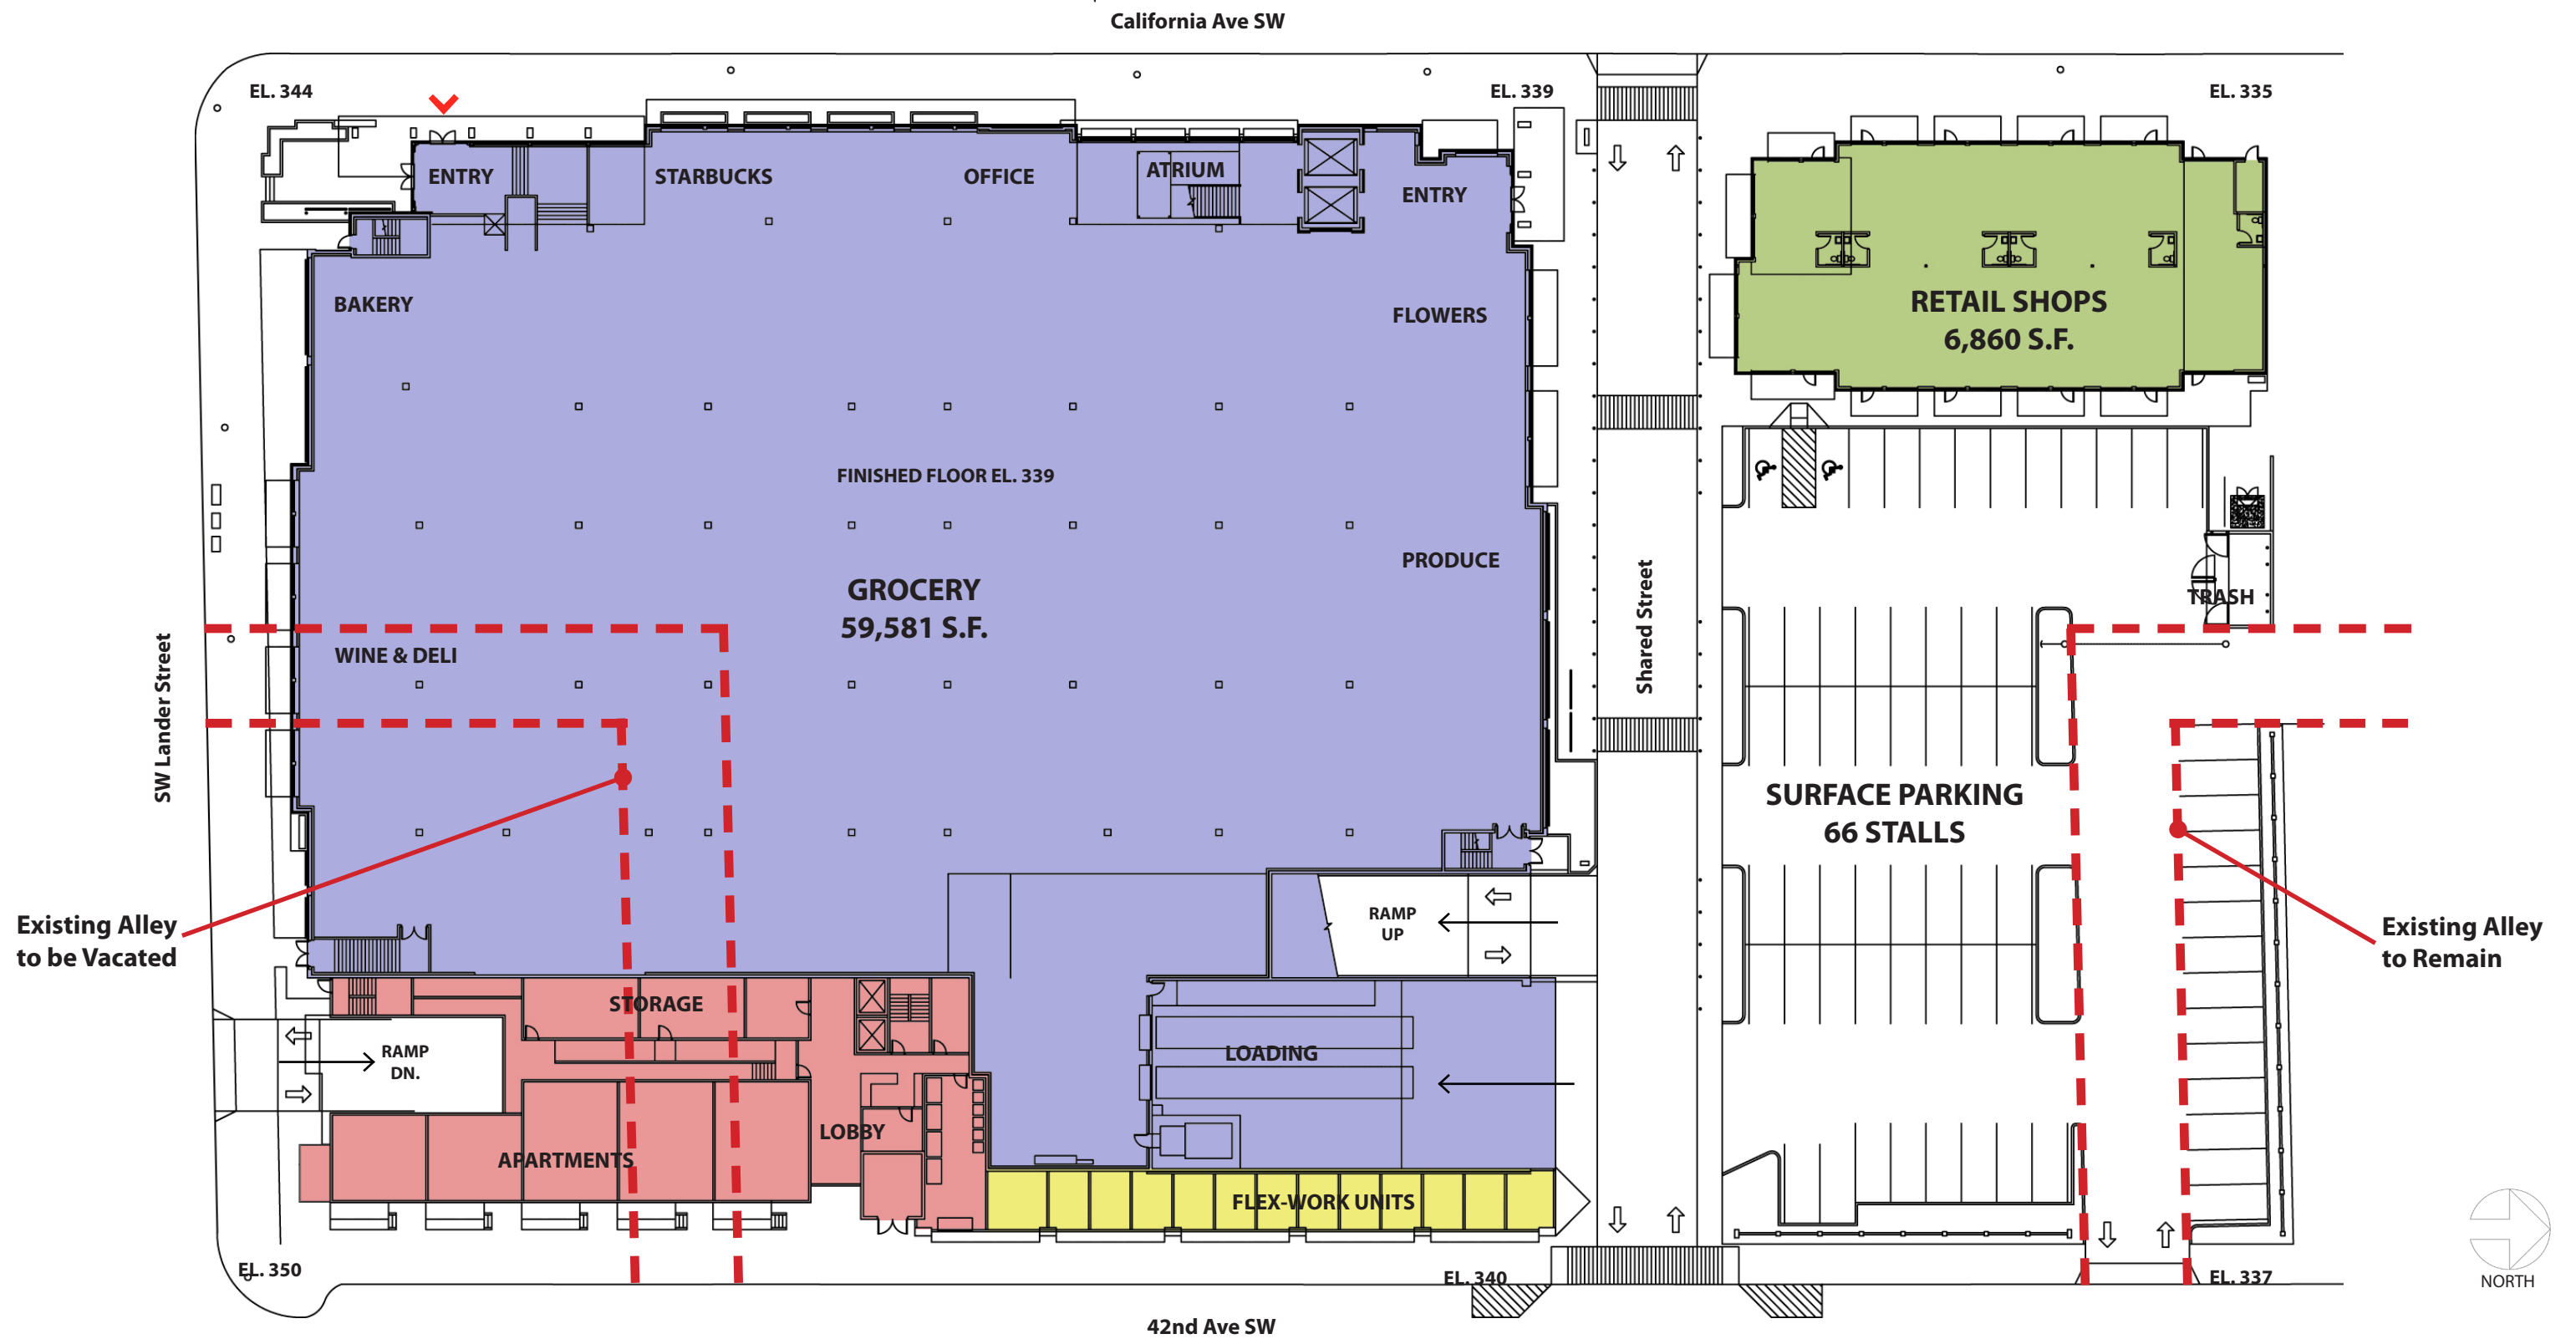 California Ave SW
EL. 344
EL. 339
EL. 335
ENTRY
STARBUCKS
OFFICE
ATRIUM
ENTRY
BAKERY
FLOWERS
RETAIL SHOPS
6,860 S.F.
FINISHED FLOOR EL. 339
PRODUCE
GROCERY
59,581 S.F.
TRASH
WINE & DELI
SW Lander Street
Shared Street
SURFACE PARKING
66 STALLS
Existing Alley
to be Vacated
RAMP
UP
Existing Alley
to Remain
STORAGE
RAMP
DN.
LOADING
LOBBY
APARTMENTS
FLEX-WORK UNITS
EL. 350
EL. 340
EL. 337
NORTH
42nd Ave SW